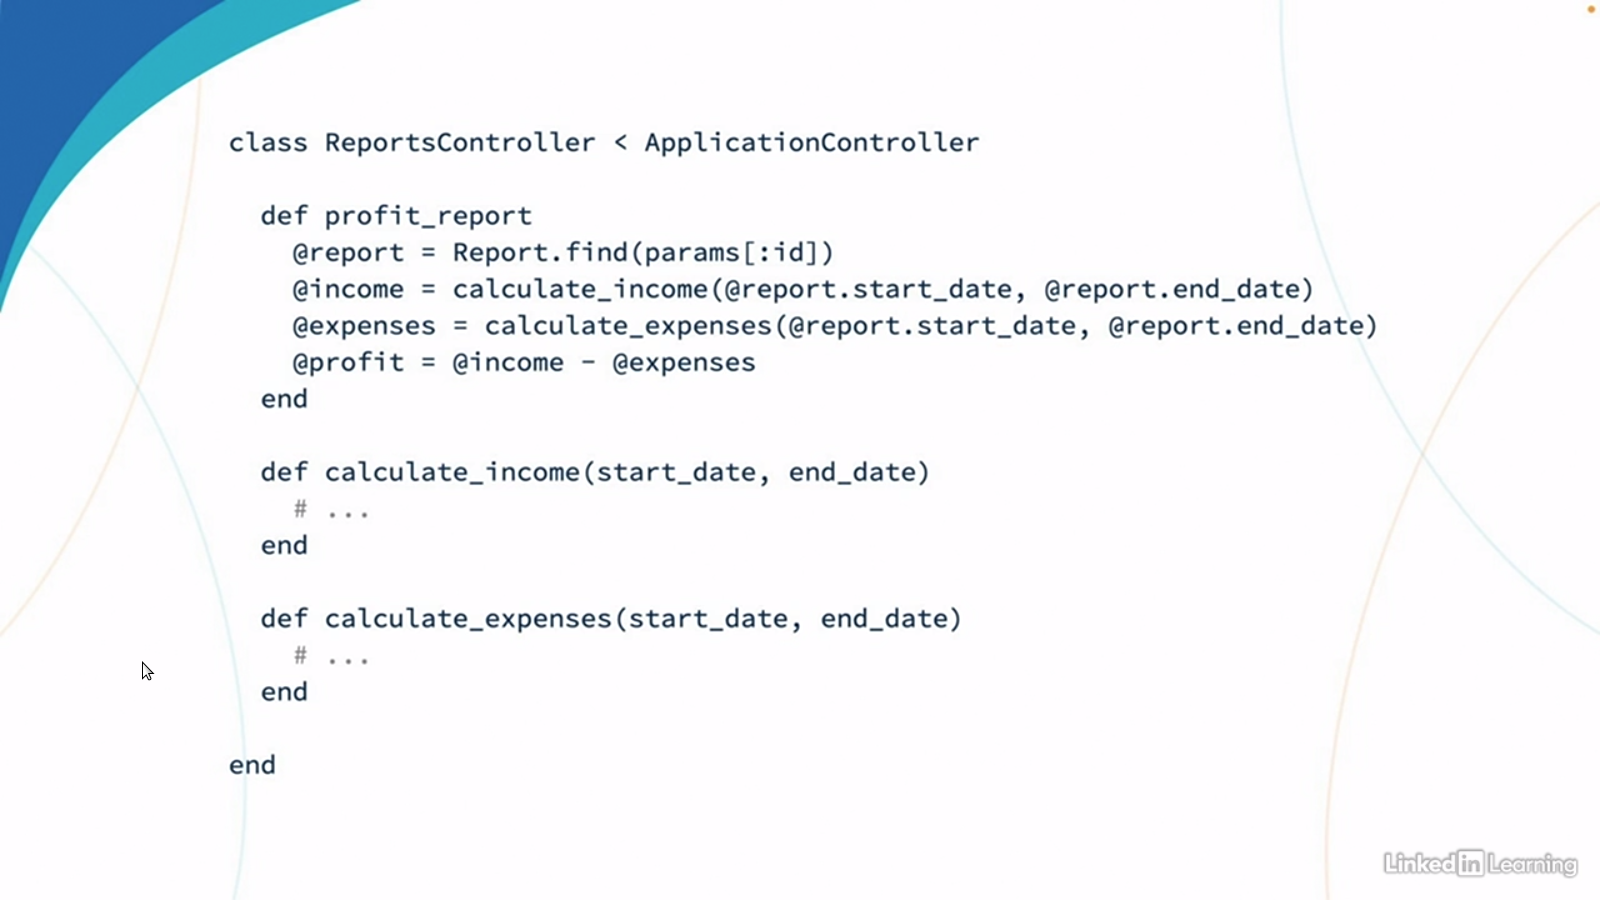 class ReportsController < ApplicationController
def profit_report
@report = Report.find(params[:id])
@income = calculate_income(@report.start_date, @report.end_date)
@expenses = calculate_expenses(@report.start_date, @report.end_date)
@profit = @income - @expenses
end
def calculate_income(start_date, end_date)
# ...
end
def calculate_expenses(start_date, end_date)
# ...
end
end
Linked in Learning